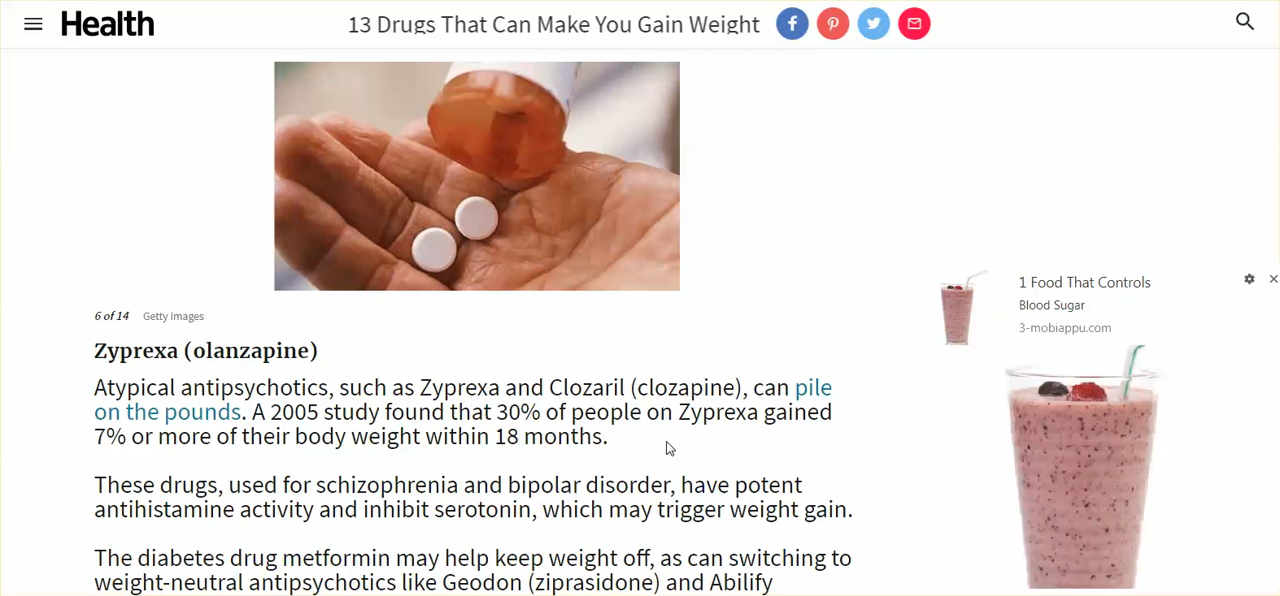 Health
13 Drugs That Can Make You Gain Weight
6 of 14 Getty Images
Zyprexa (olanzapine)
Atypical antipsychotics, such as Zyprexa and Clozaril (clozapine), can pile
on the pounds. A 2005 study found that 30% of people on Zyprexa gained
7% or more of their body weight within 18 months.
These drugs, used for schizophrenia and bipolar disorder, have potent
antihistamine activity and inhibit serotonin, which may trigger weight gain.
The diabetes drug metformin may help keep weight off, as can switching to
weight-neutral antipsychotics like Geodon (ziprasidone) and Abilify
1 Food That Controls
Blood Sugar
3-mobiappu.com